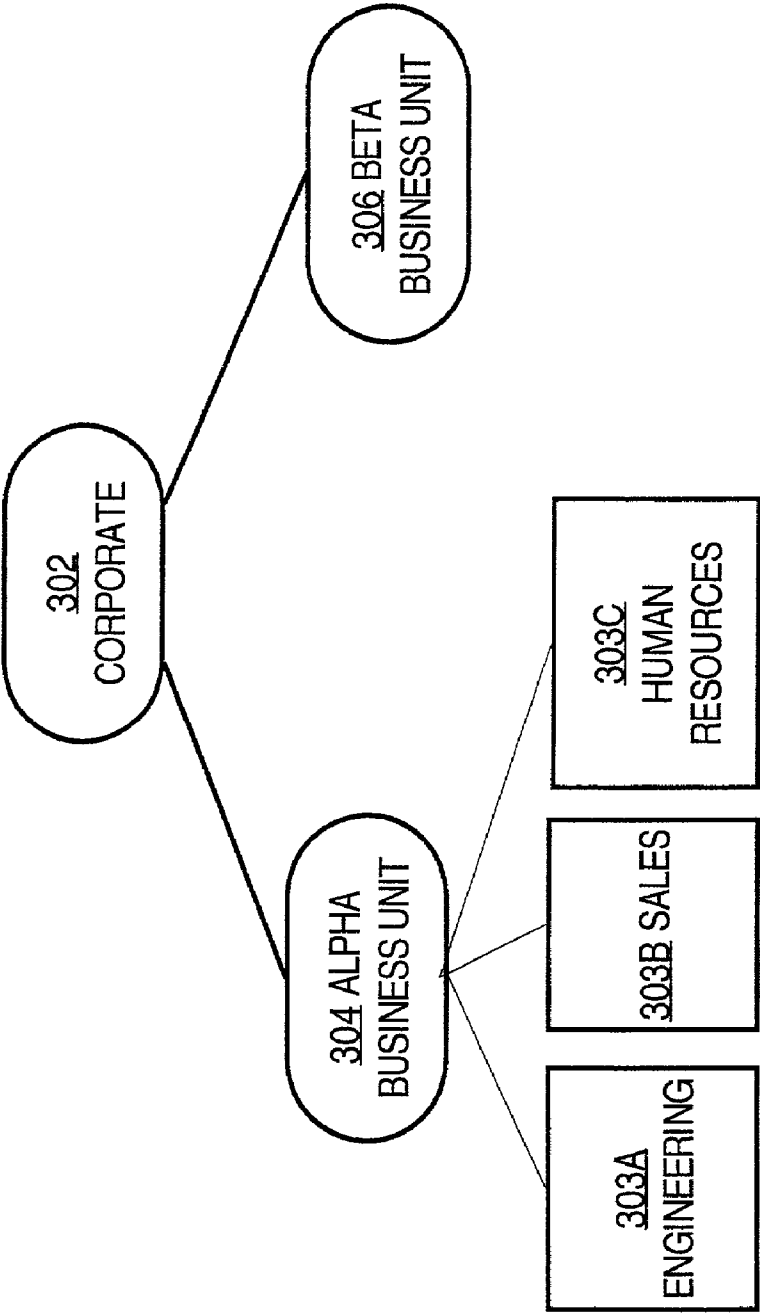 302
CORPORATE
304 ALPHA
BUSINESS UNIT
306 BETA
BUSINESS UNIT
303A
ENGINEERING
303B SALES
303C
HUMAN
RESOURCES